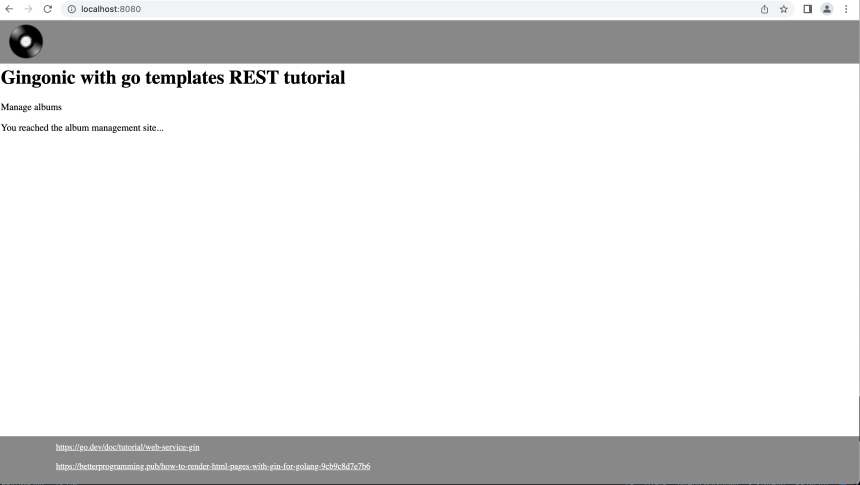 localhost:8080
Gingonic with go templates REST tutorial
Manage albums
You reached the album management site...
https://go.dev/doc/tutorial/web-service-gin
https://betterprogramming.pub/how-to-render-html-pages-with-gin-for-golang-9cb9c8d7e7b6